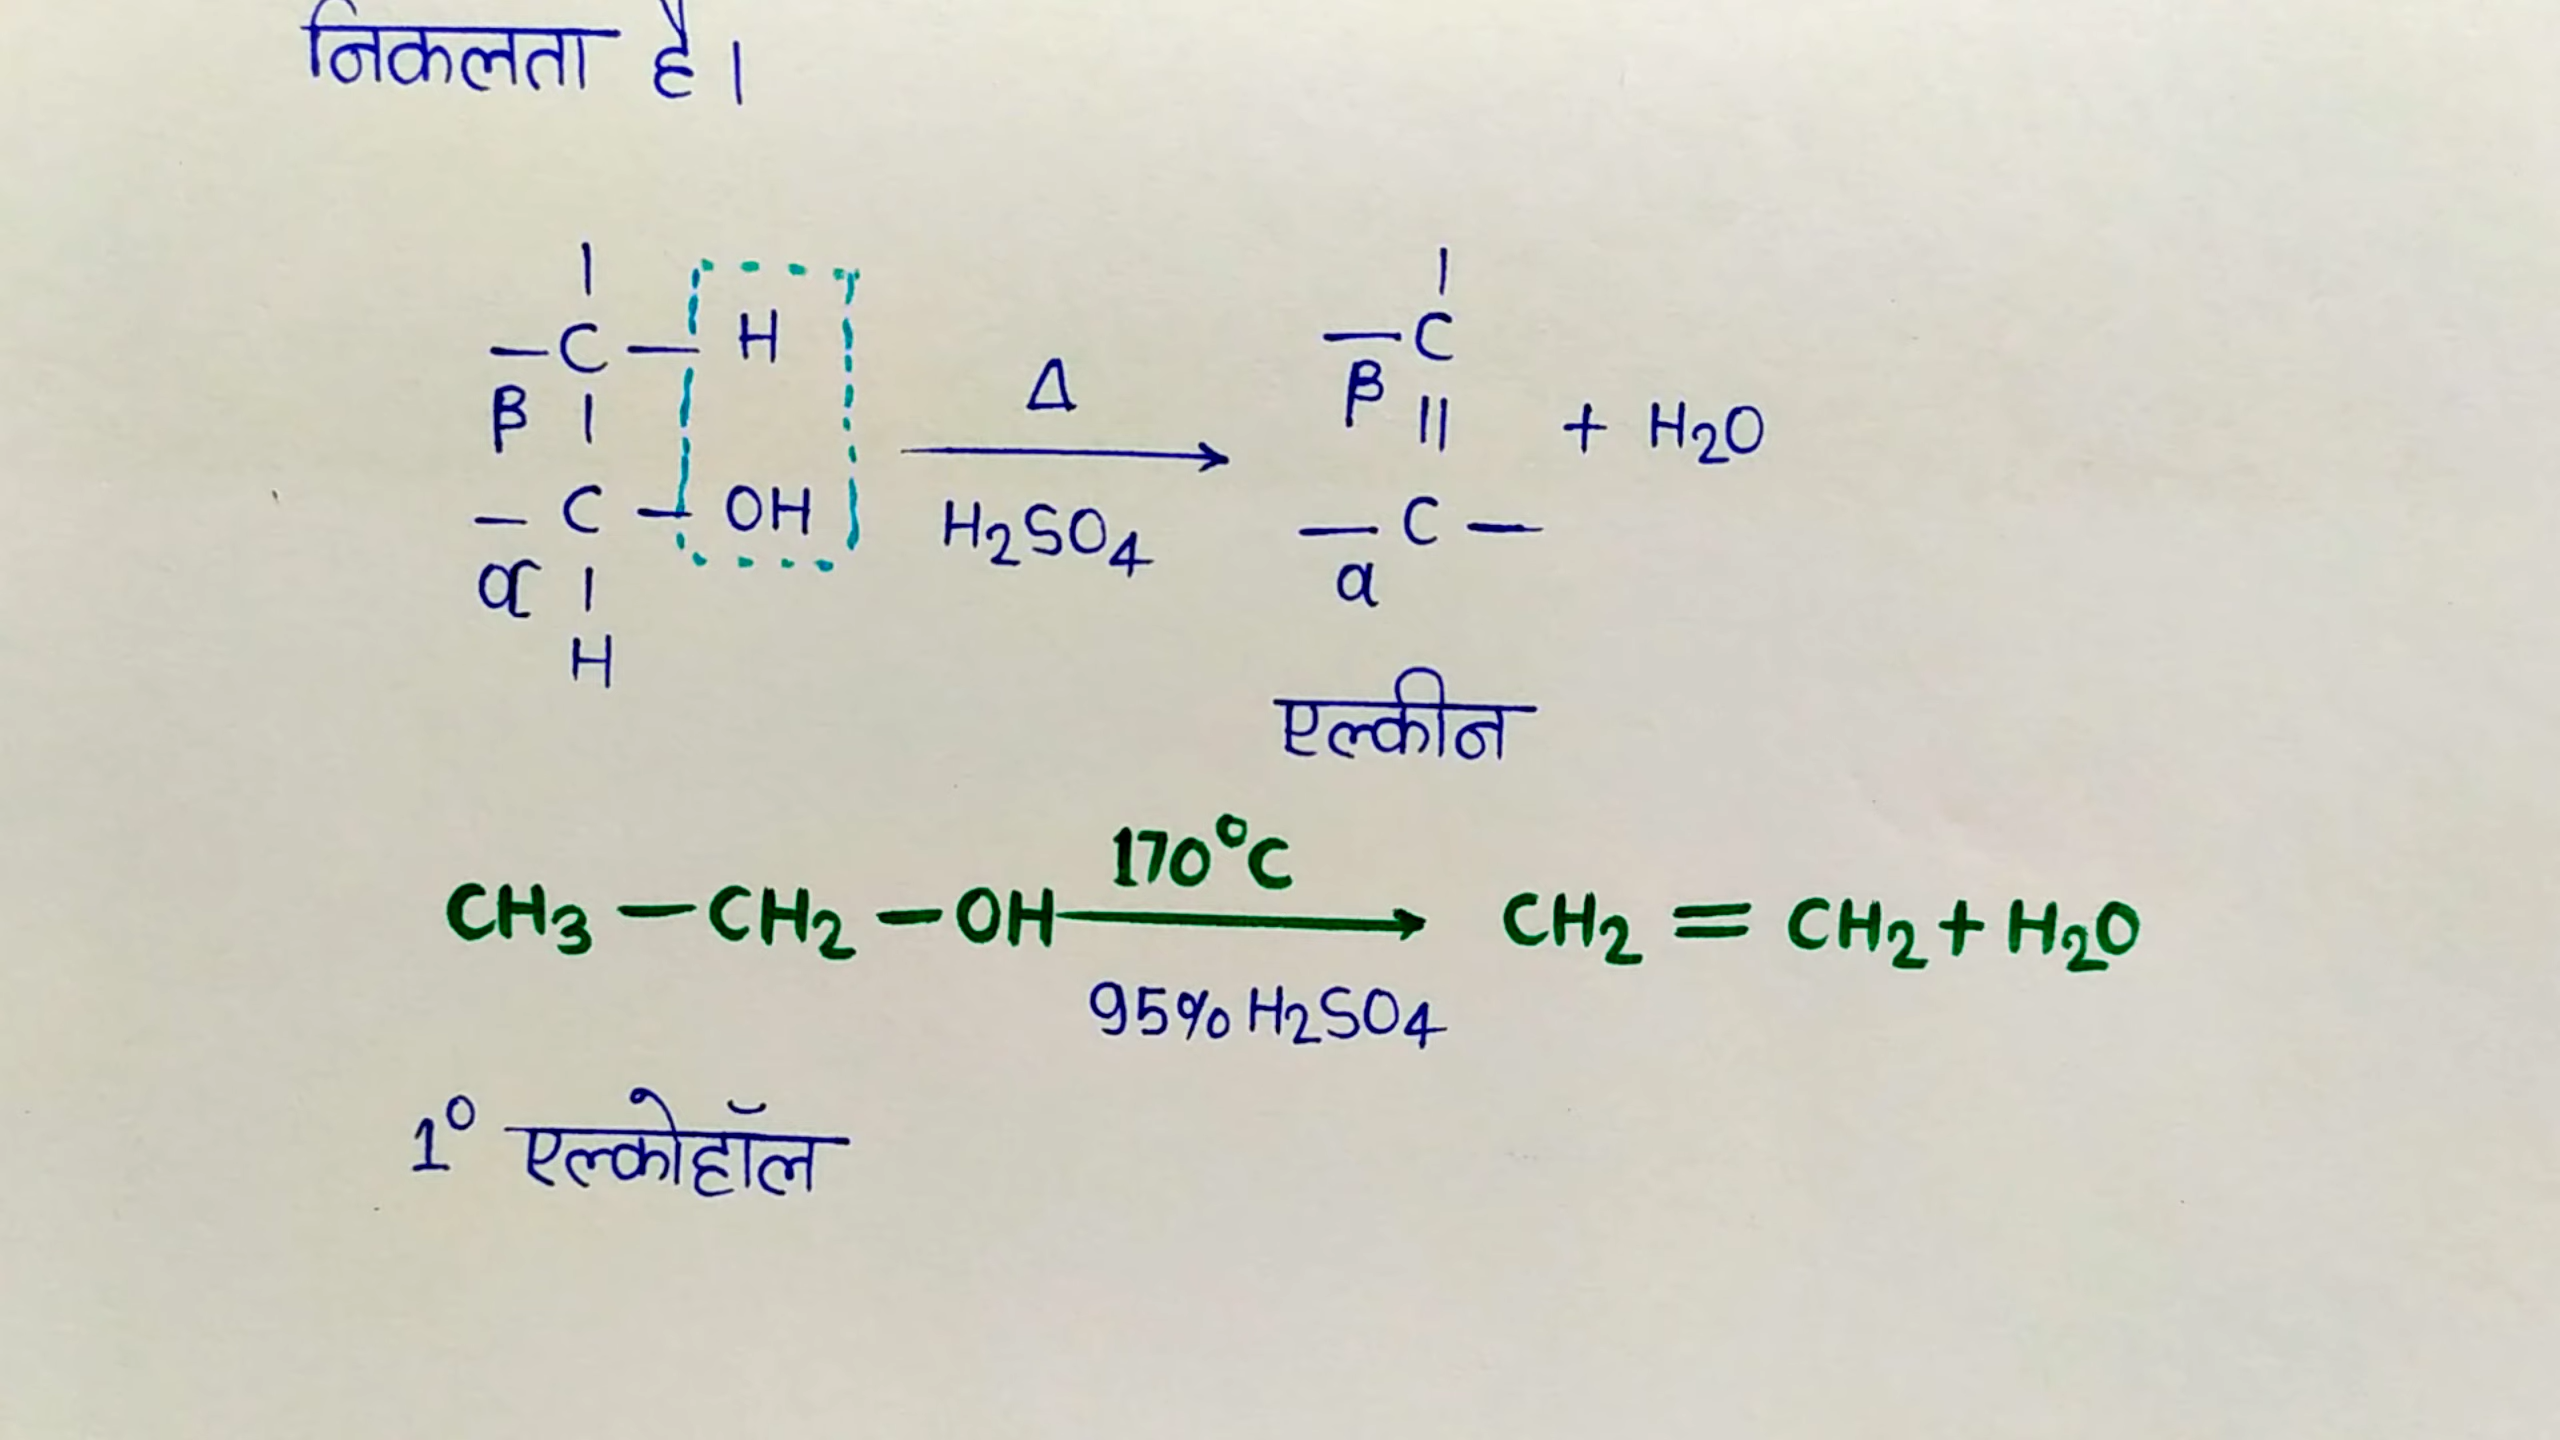 निकलता है।
| |
— C — H — C
β | Δ β || + H2O
— C — OH H2SO4 — C —
α | a
H
एल्कीन
170°C
CH3 — CH2 — OH → CH2 = CH2 + H2O
95% H2SO4
1° एल्कोहॉल